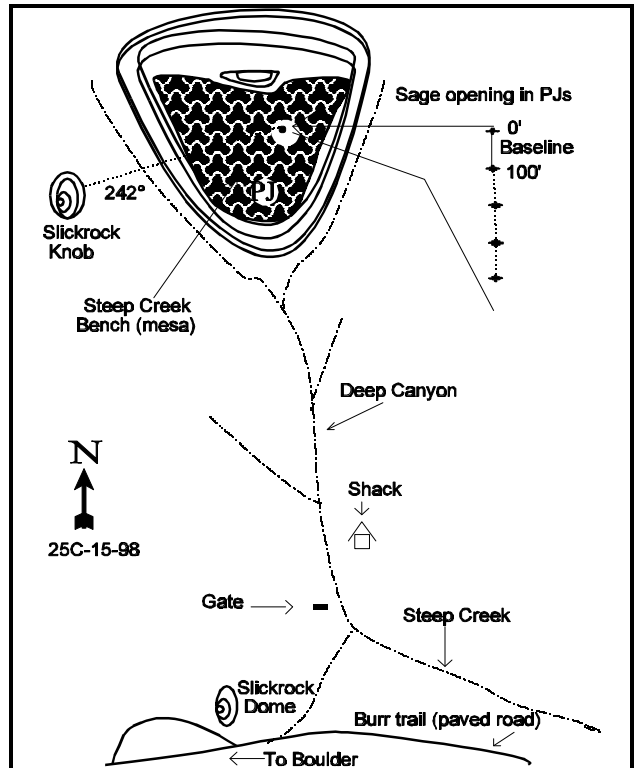 Sage opening in PJs
0'
Baseline
100'
242°
PJ
Slickrock
Knob
Steep Creek
Bench (mesa)
Deep Canyon
N
Shack
25C-15-98
Gate
Steep Creek
Slickrock
Dome
Burr trail (paved road)
To Boulder